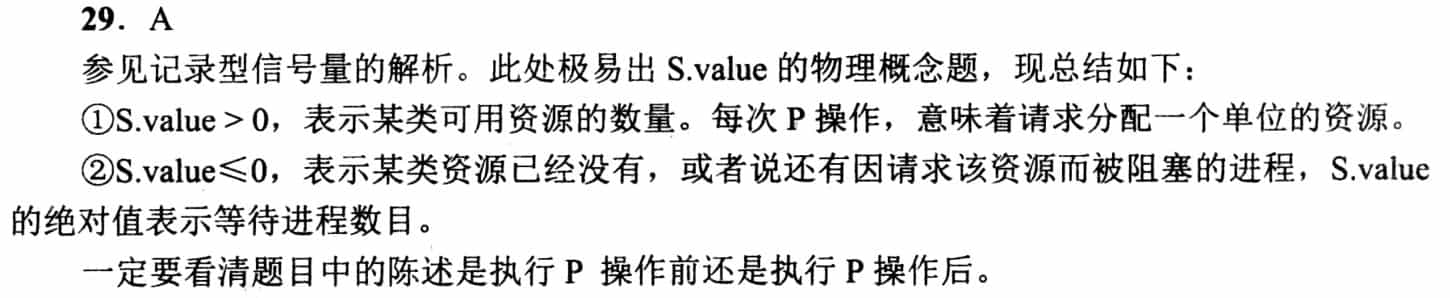 29. A
参见记录型信号量的解析。此处极易出 S.value 的物理概念题，现总结如下：
①S.value > 0，表示某类可用资源的数量。每次 P 操作，意味着请求分配一个单位的资源。
②S.value≤0，表示某类资源已经没有，或者说还有因请求该资源而被阻塞的进程，S.value
的绝对值表示等待进程数目。
一定要看清题目中的陈述是执行 P 操作前还是执行 P 操作后。